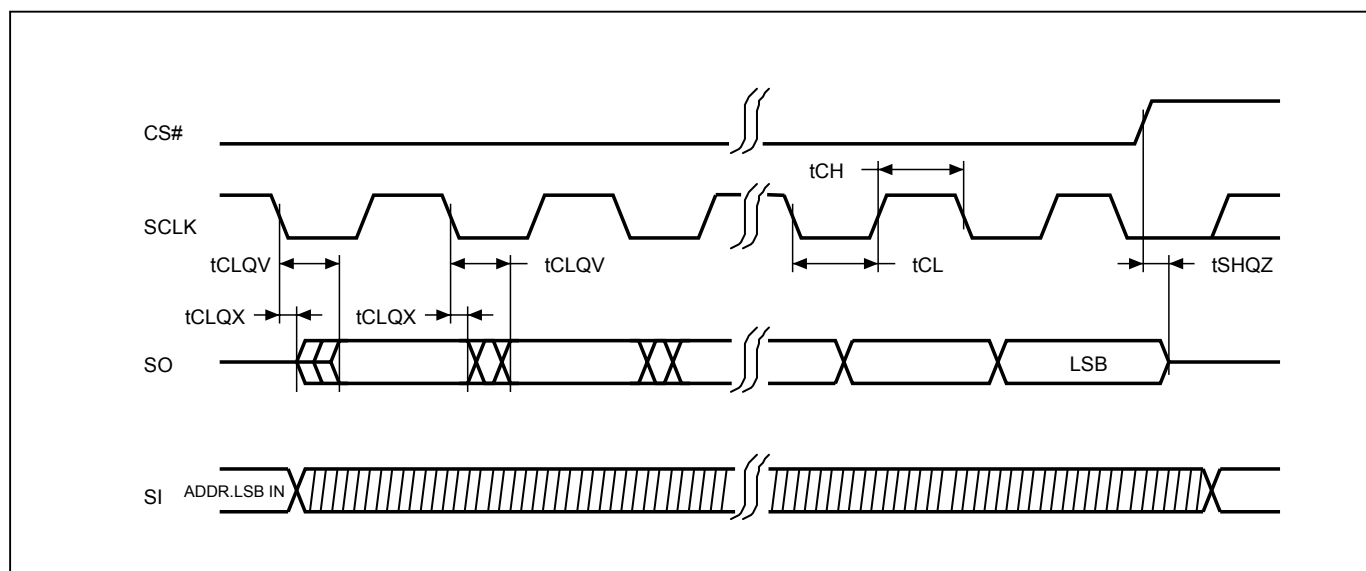 CS#
tCH
SCLK
tCLQV
tCLQV
tCL
tSHQZ
tCLQX
tCLQX
SO
LSB
SI
ADDR.LSB IN